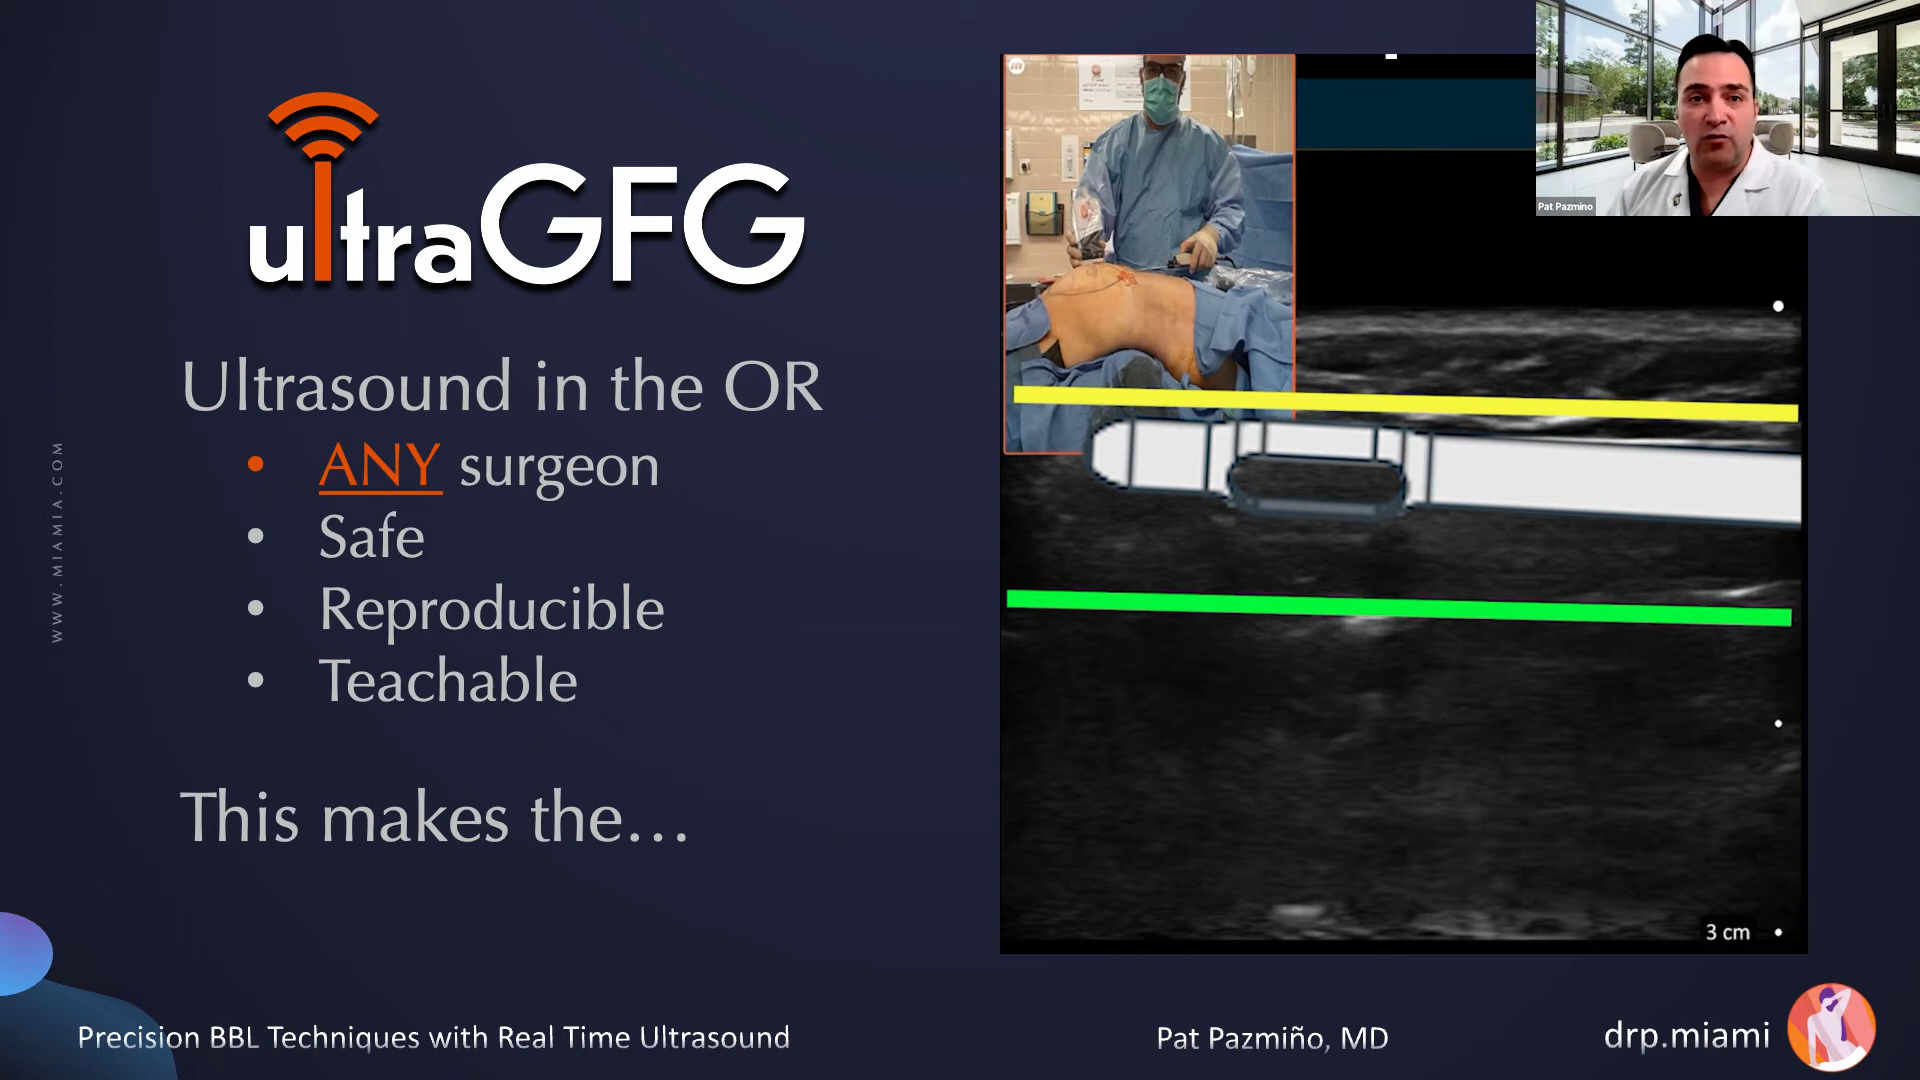 ultraGFG
Ultrasound in the OR
• ANY surgeon
• Safe
• Reproducible
• Teachable
This makes the…
WWW.MIAMIA.COM
Pat Pazmino
3 cm
Precision BBL Techniques with Real Time Ultrasound
Pat Pazmiño, MD
drp.miami